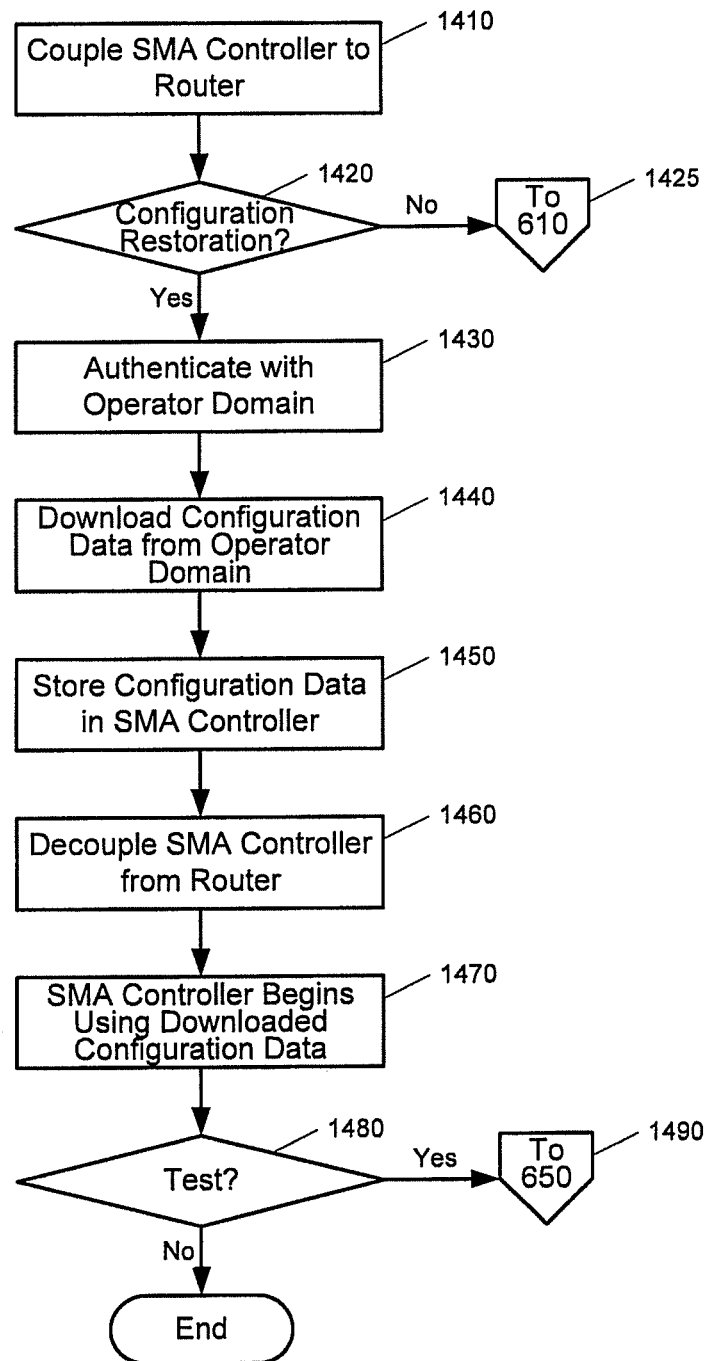 Couple SMA Controller to
Router
1410
Configuration
Restoration?
1420
No
To
610
1425
Yes
Authenticate with
Operator Domain
1430
Download Configuration
Data from Operator
Domain
1440
Store Configuration Data
in SMA Controller
1450
Decouple SMA Controller
from Router
1460
SMA Controller Begins
Using Downloaded
Configuration Data
1470
Test?
1480
Yes
To
650
1490
No
End